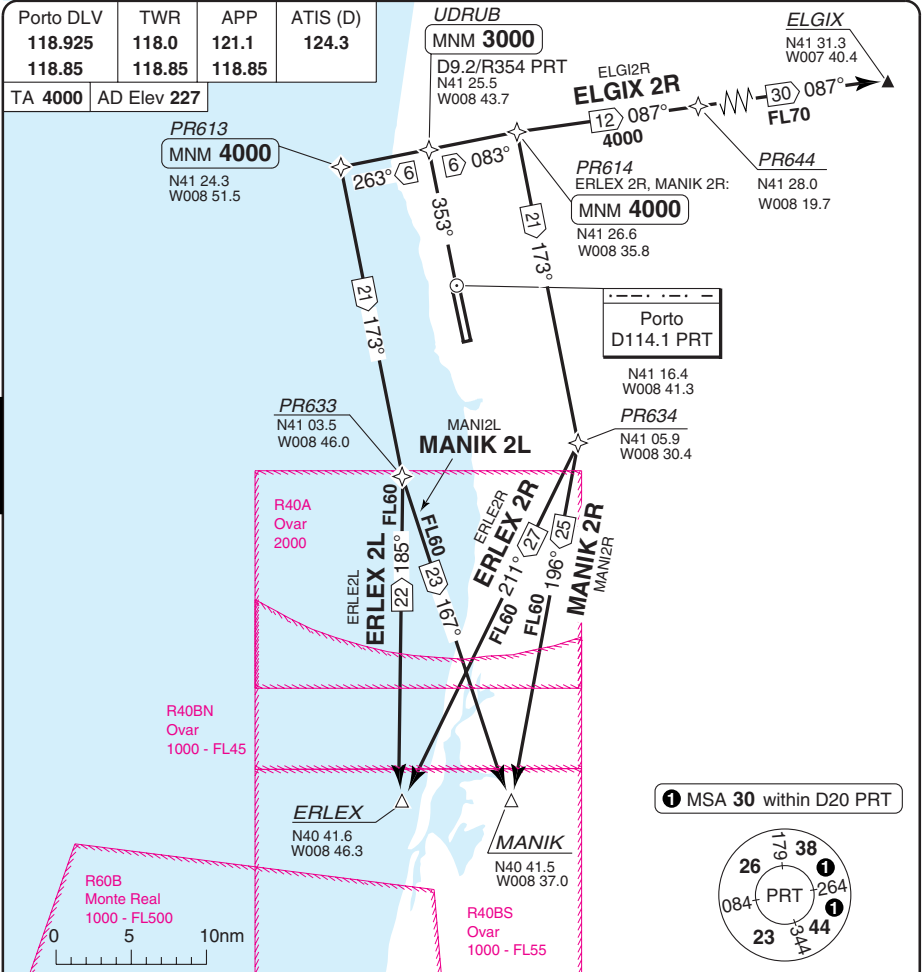 Porto DLV TWR APP ATIS (D)
118.925 118.0 121.1 124.3
118.85 118.85 118.85
TA 4000 AD Elev 227
UDRUB
MNM 3000
D9.2/R354 PRT
N41 25.5
W008 43.7
ELGIX
N41 31.3
W007 40.4
ELGI2R
ELGIX 2R
12 087°
4000
30 087°
FL70
PR613
MNM 4000
N41 24.3
W008 51.5
263° 6
6 083°
353°
PR614
ERLEX 2R, MANIK 2R:
MNM 4000
N41 26.6
W008 35.8
PR644
N41 28.0
W008 19.7
21 173°
21 173°
Porto
D114.1 PRT
N41 16.4
W008 41.3
PR633
N41 03.5
W008 46.0
MANI2L
MANIK 2L
PR634
N41 05.9
W008 30.4
R40A
Ovar
2000
ERLE2L
ERLEX 2L
FL60
22 185°
FL60
23 167°
ERLE2R
ERLEX 2R
FL60 211° 27
FL60 196° 25
MANIK 2R
MANI2R
R40BN
Ovar
1000 - FL45
ERLEX
N40 41.6
W008 46.3
MANIK
N40 41.5
W008 37.0
R60B
Monte Real
1000 - FL500
R40BS
Ovar
1000 - FL55
0 5 10nm
1 MSA 30 within D20 PRT
179
26 38
1
084 PRT 264
1
23 44
344